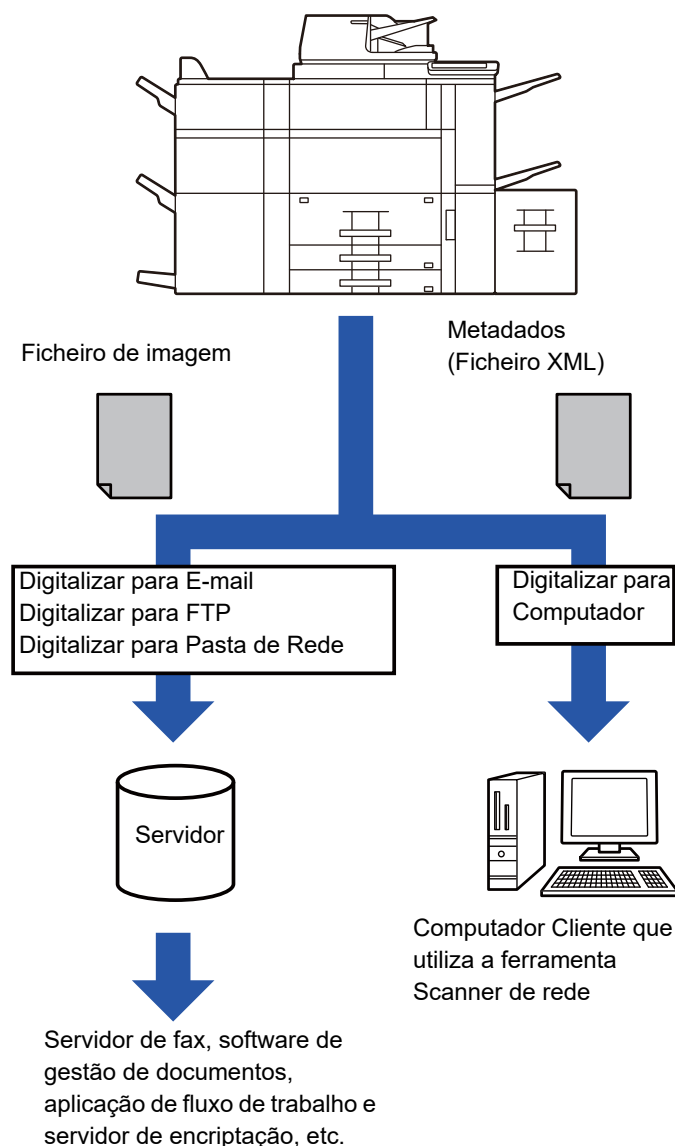 Ficheiro de imagem
Metadados
(Ficheiro XML)
Digitalizar para E-mail
Digitalizar para FTP
Digitalizar para Pasta de Rede
Digitalizar para
Computador
Servidor
Computador Cliente que
utiliza a ferramenta
Scanner de rede
Servidor de fax, software de
gestão de documentos,
aplicação de fluxo de trabalho e
servidor de encriptação, etc.